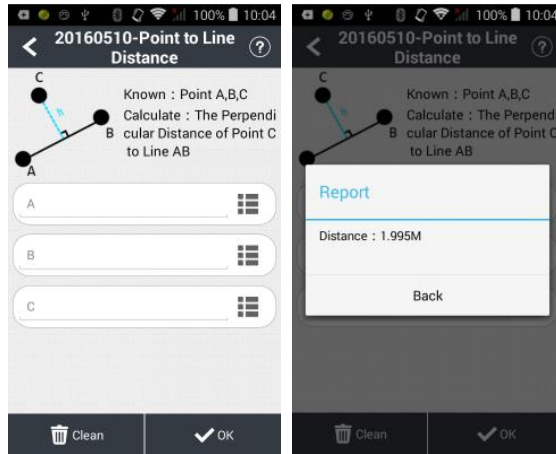 100% 10:04
20160510-Point to Line
Distance
?
C
B
A
Known：Point A,B,C
Calculate：The Perpendi
cular Distance of Point C
to Line AB
A
B
C
Clean
OK
100% 10:04
20160510-Point to Line
Distance
?
C
B
A
Known：Point A,B,C
Calculate：The Perpend
cular Distance of Point C
to Line AB
Report
Distance：1.995M
Back
Clean
OK